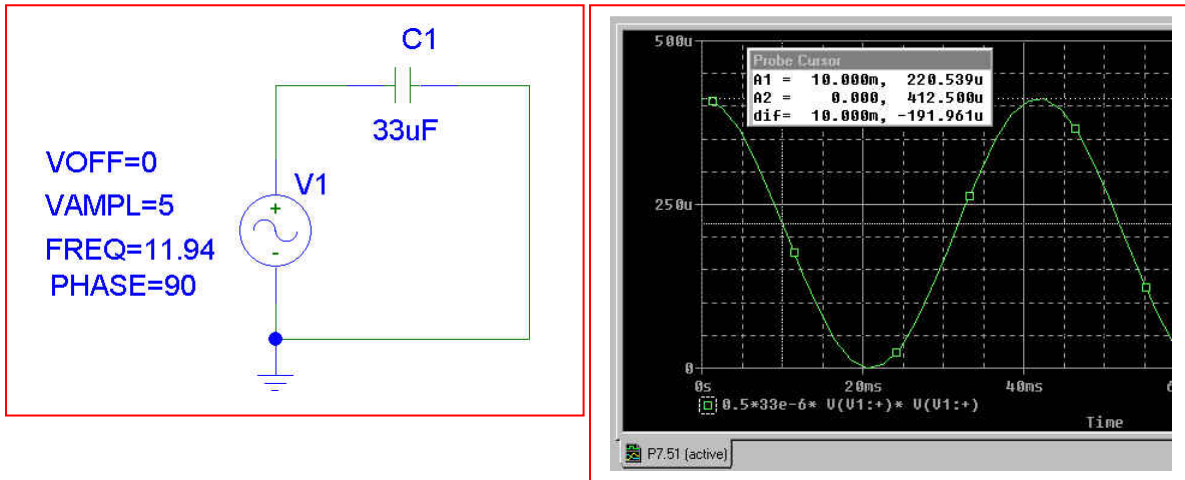 C1
33uF
V1
+
-
VOFF=0
VAMPL=5
FREQ=11.94
PHASE=90
500u
Probe Cursor
A1 = 10.000m, 220.539u
A2 = 0.000, 412.500u
dif= 10.000m, -191.961u
250u
0
0s 20ms 40ms
0.5*33e-6* V(V1:+)* V(V1:+)
Time
P7.51 (active)